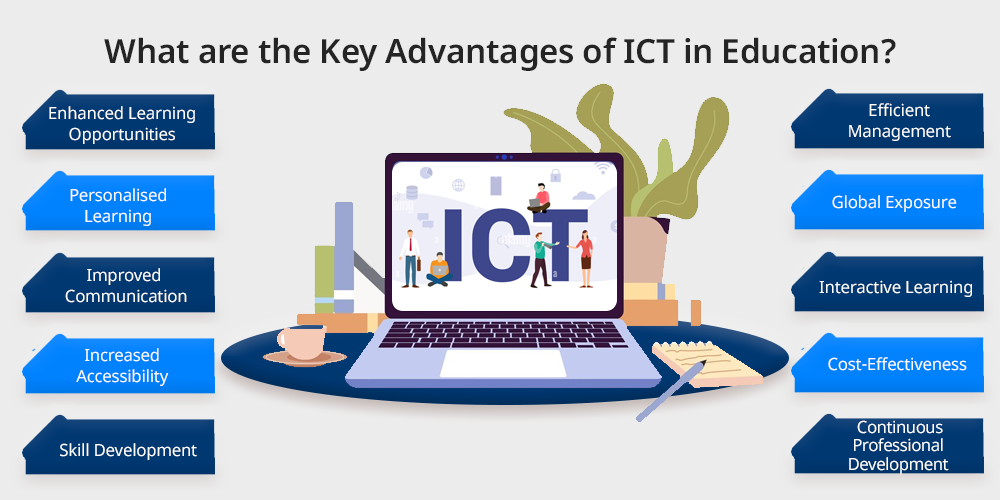 What are the Key Advantages of ICT in Education?
Enhanced Learning
Opportunities
Personalised
Learning
Improved
Communication
Increased
Accessibility
Skill Development
ICT
Efficient
Management
Global Exposure
Interactive Learning
Cost-Effectiveness
Continuous
Professional
Development